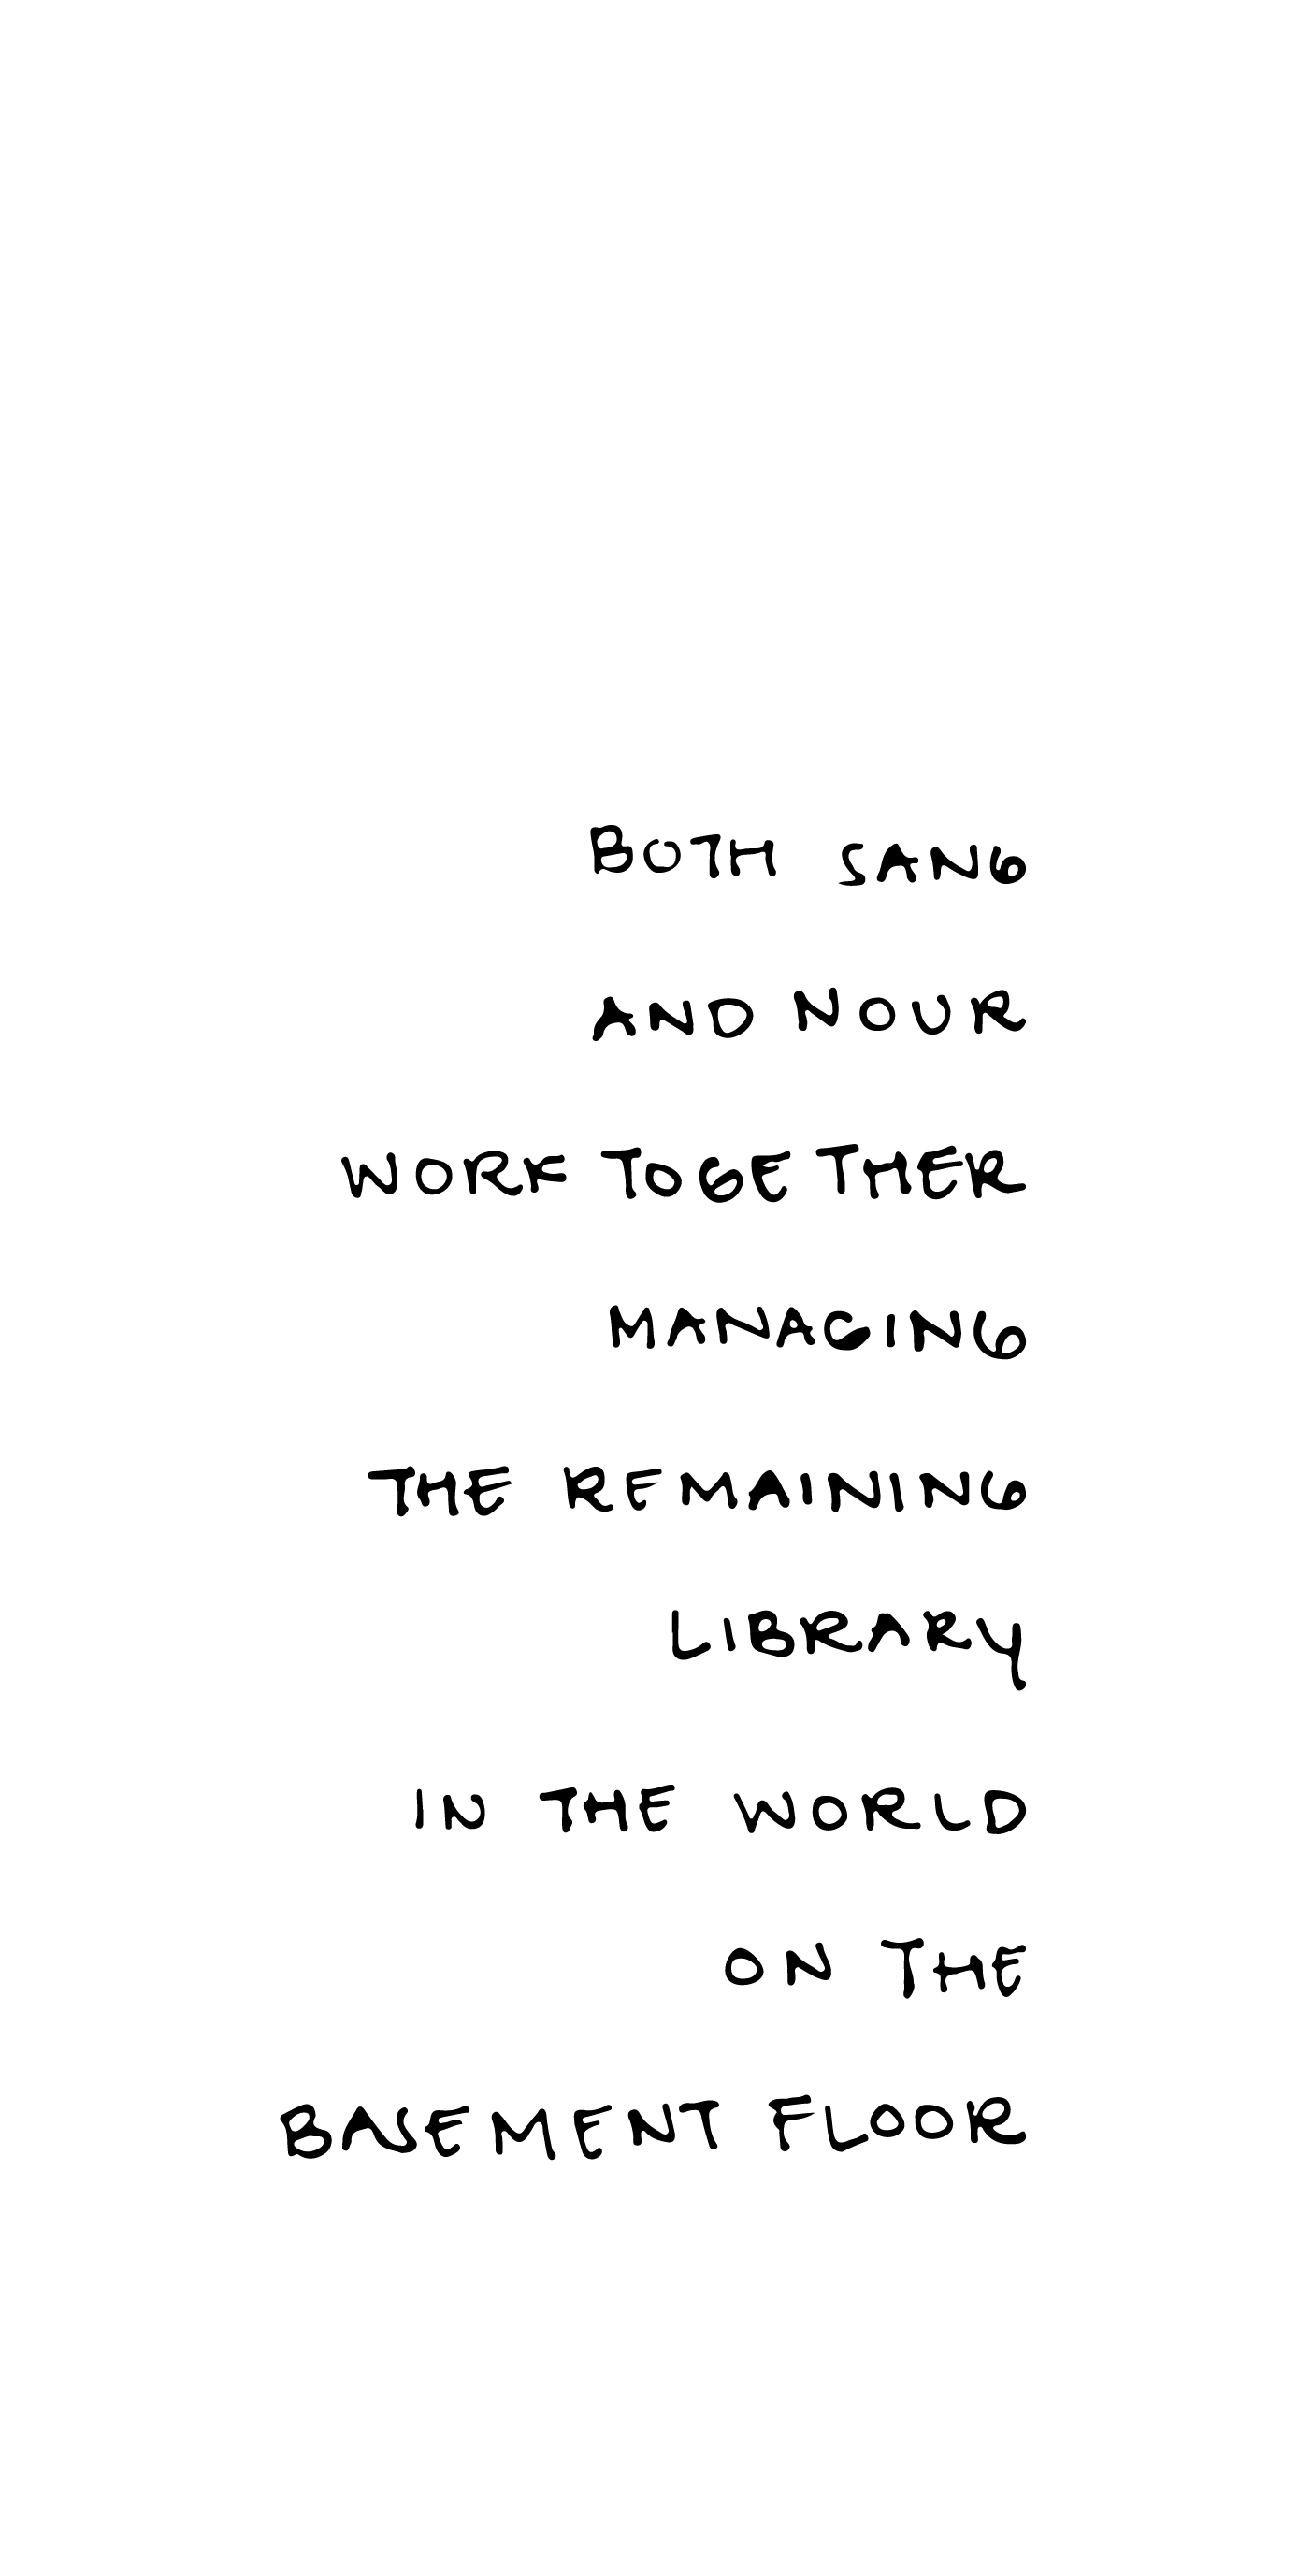 BOTH SANG
AND NOUR
WORK TOGETHER
MANAGING
THE REMAINING
LIBRARY
IN THE WORLD
ON THE
BASEMENT FLOOR